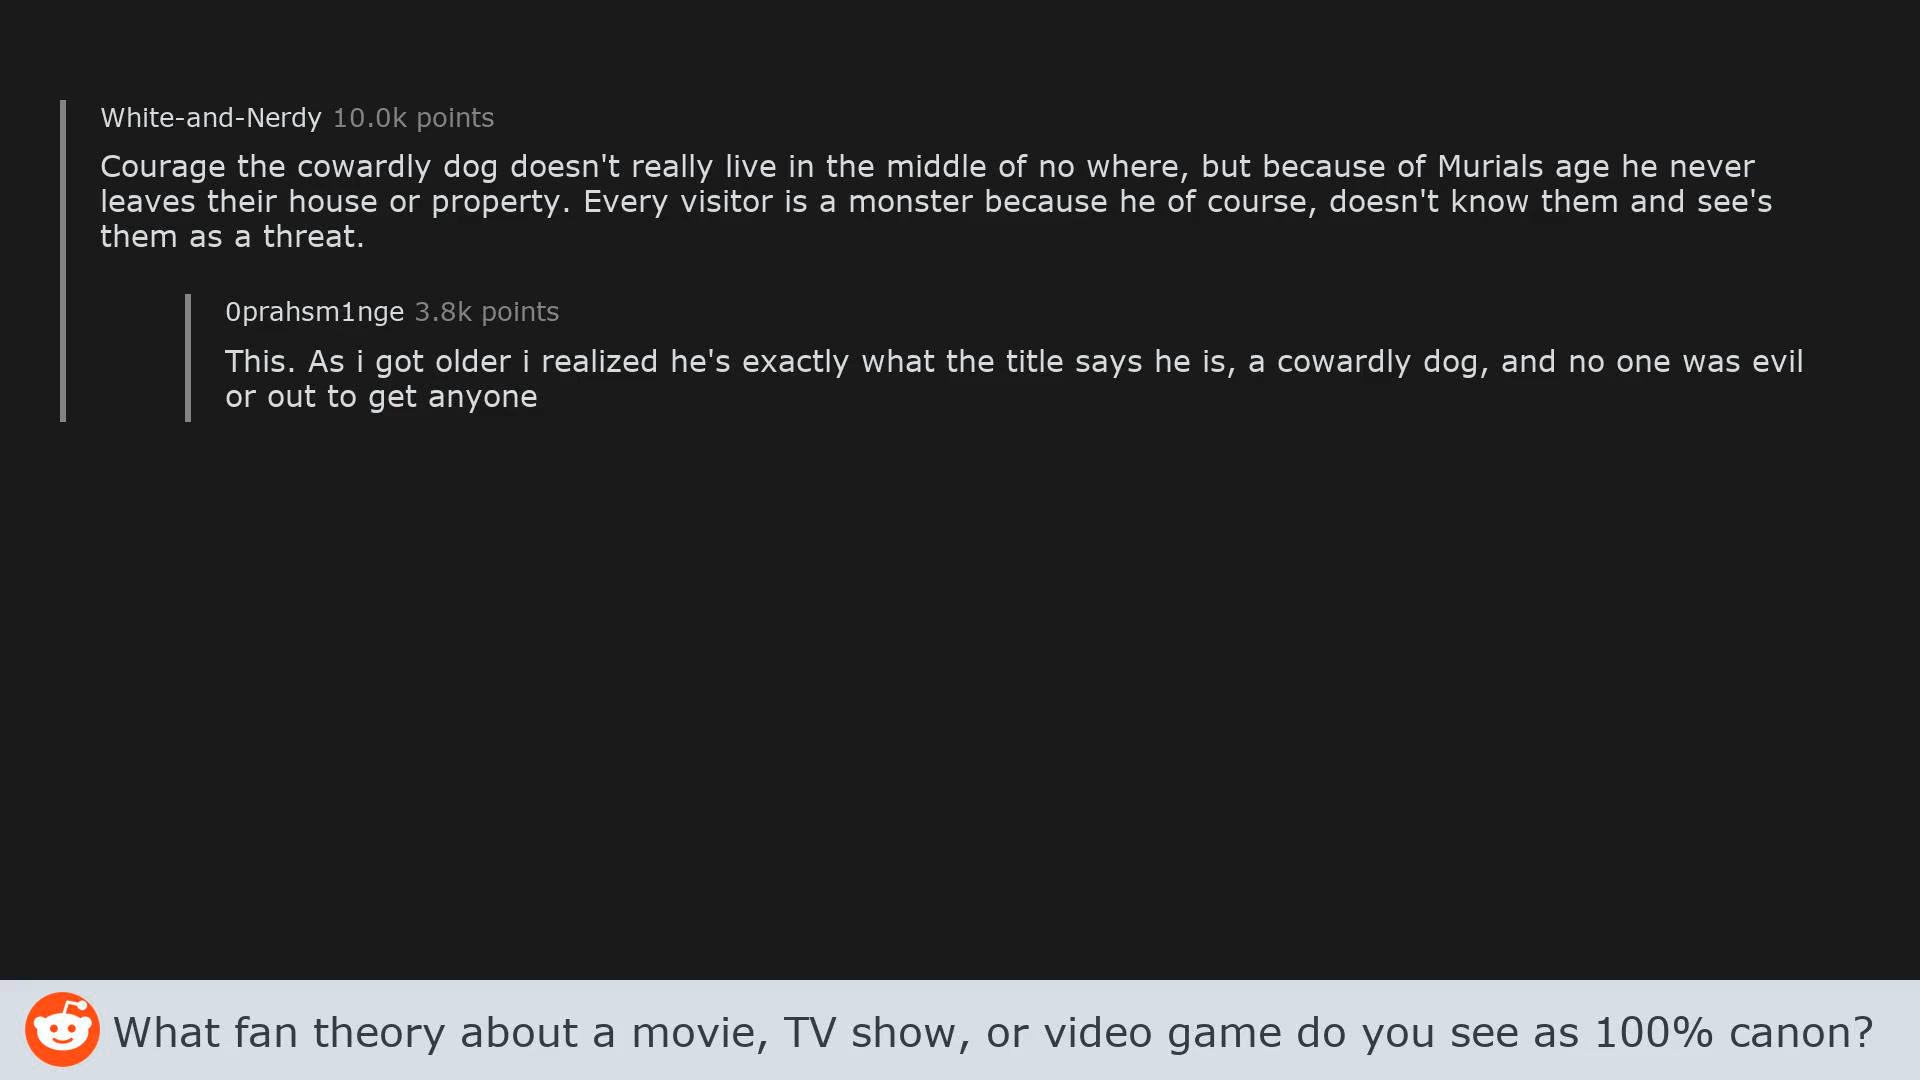 White-and-Nerdy 10.0k points
Courage the cowardly dog doesn't really live in the middle of no where, but because of Murials age he never
leaves their house or property. Every visitor is a monster because he of course, doesn't know them and see's
them as a threat.
0prahsm1nge 3.8k points
This. As i got older i realized he's exactly what the title says he is, a cowardly dog, and no one was evil
or out to get anyone
What fan theory about a movie, TV show, or video game do you see as 100% canon?